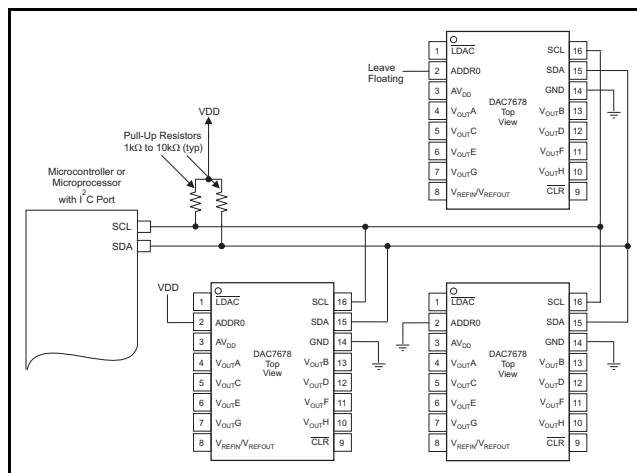 Leave
Floating
1 LDAC SCL 16
2 ADDR0 SDA 15
3 AVDD GND 14
4 VOUTA VOUTB 13
5 VOUTC VOUTD 12
6 VOUTE VOUTF 11
7 VOUTG VOUTH 10
8 VREFIN/VREFOUT CLR 9
DAC7678
Top
View
VDD
Pull-Up Resistors
1kΩ to 10kΩ (typ)
Microcontroller or
Microprocessor
with I2C Port
SCL
SDA
VDD
1 LDAC SCL 16
2 ADDR0 SDA 15
3 AVDD GND 14
4 VOUTA VOUTB 13
5 VOUTC VOUTD 12
6 VOUTE VOUTF 11
7 VOUTG VOUTH 10
8 VREFIN/VREFOUT CLR 9
DAC7678
Top
View
1 LDAC SCL 16
2 ADDR0 SDA 15
3 AVDD GND 14
4 VOUTA VOUTB 13
5 VOUTC VOUTD 12
6 VOUTE VOUTF 11
7 VOUTG VOUTH 10
8 VREFIN/VREFOUT CLR 9
DAC7678
Top
View